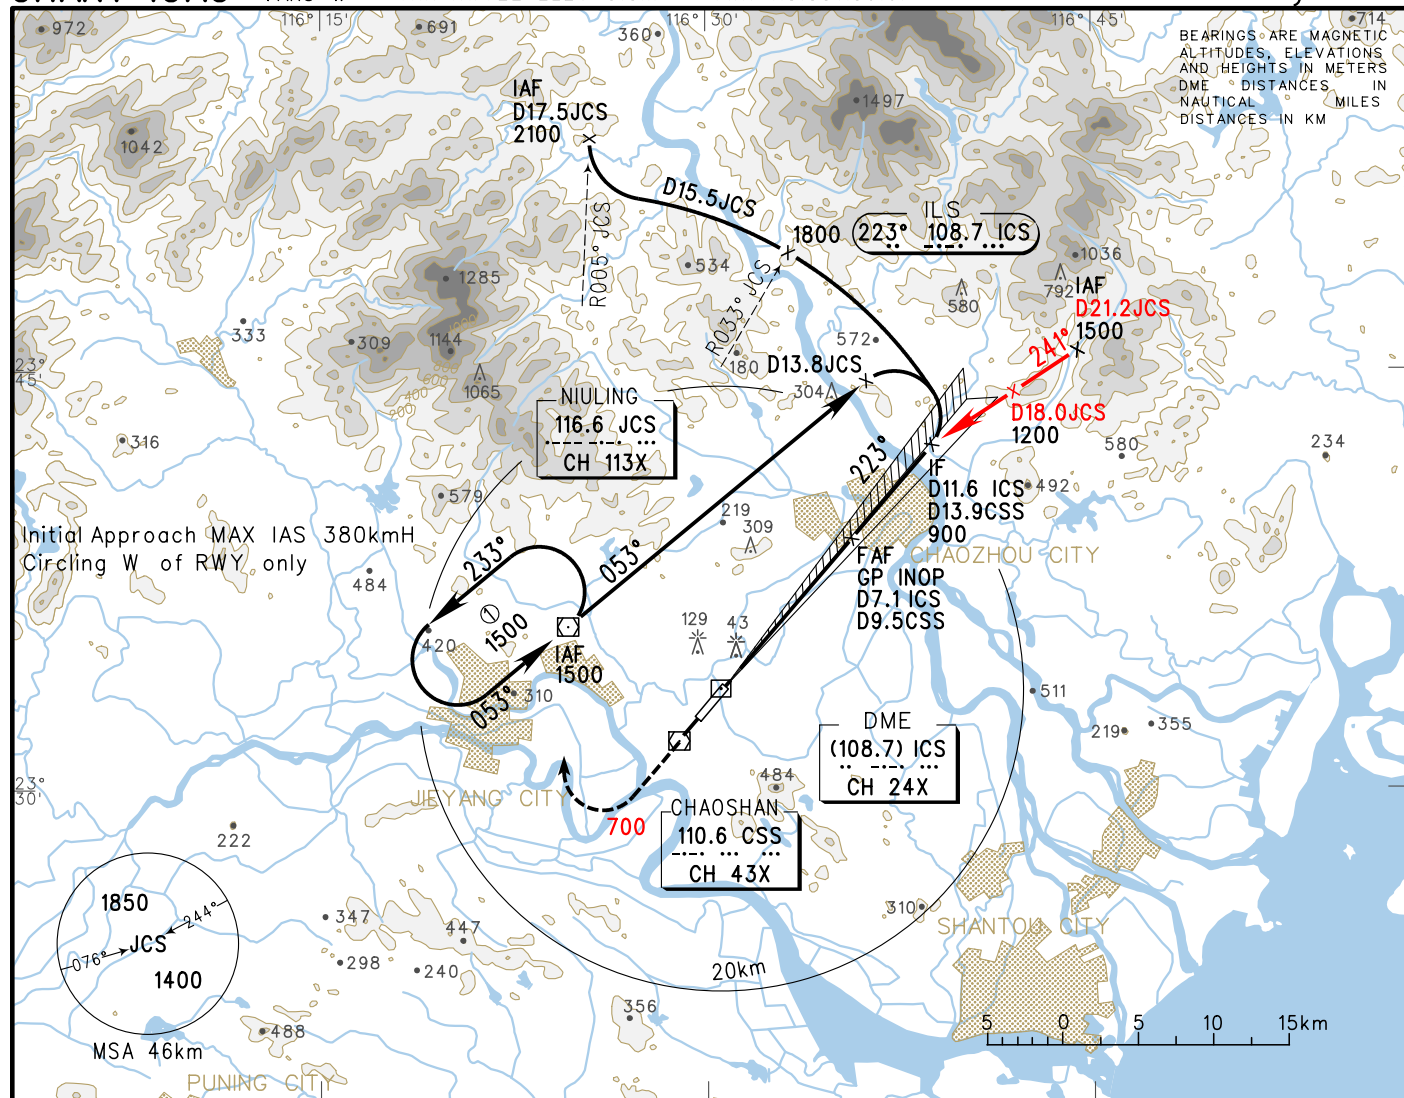 116° 15'
116° 30'
116° 45'
972
691
360
714
BEARINGS ARE MAGNETIC
ALTITUDES, ELEVATIONS
AND HEIGHTS IN METERS
DME DISTANCES IN
NAUTICAL MILES
DISTANCES IN KM
IAF
D17.5JCS
2100
1497
1042
D15.5JCS
R005° JCS
1800
ILS
223° 108.7 ICS
534
R033° JCS
1036
792
580
IAF
D21.2JCS
1500
241°
1285
333
309
1144
1065
1000
600
400
200
572
180
D13.8JCS
304
23°
45'
D18.0JCS
1200
NIULING
116.6 JCS
CH 113X
316
580
234
223°
IF
D11.6 ICS
D13.9CSS
900
492
579
219
309
Initial Approach MAX IAS 380kmH
Circling W of RWY only
CHAOZHOU CITY
FAF
GP INOP
D7.1 ICS
D9.5CSS
233°
053°
484
1
1500
129
43
420
IAF
1500
053°
310
511
219
355
DME
(108.7) ICS
CH 24X
23°
30'
JIEYANG CITY
484
700
CHAOSHAN
110.6 CSS
CH 43X
222
1850
244°
JCS
076°
1400
MSA 46km
347
447
298
240
310
SHANTOU CITY
20km
356
488
5 0 5 10 15km
PUNING CITY